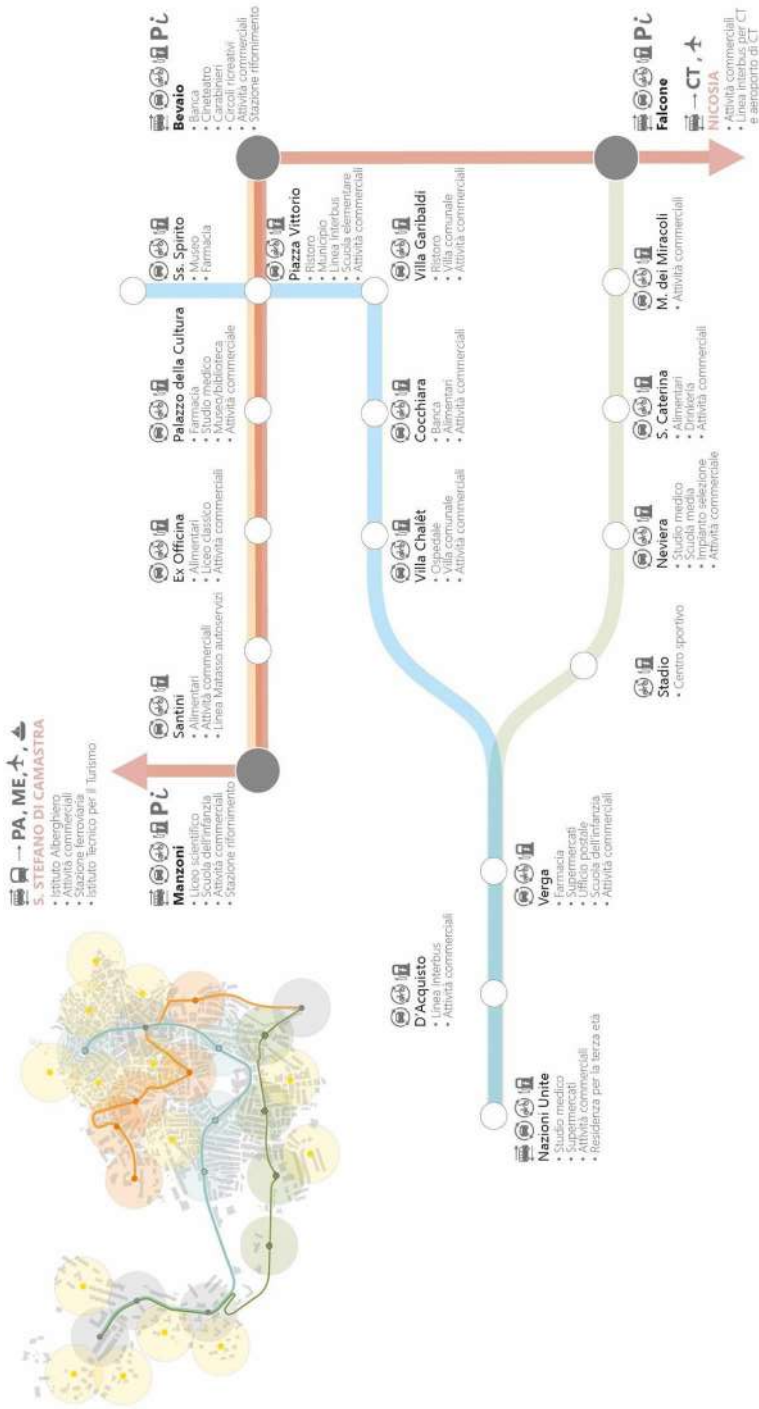 → PA, ME,
S. STEFANO DI CAMASTRA
• Istituto Alberghiero
• Attività commerciali
• Stazione ferroviaria
• Istituto Tecnico per il Turismo
Pi
Manzoni
• Liceo scientifico
• Scuola dell'infanzia
• Attività commerciali
• Stazione rifornimento
Santini
• Alimentari
• Attività commerciali
• Linea Matasso autoservizi
Ex Officina
• Alimentari
• Liceo classico
• Attività commerciali
Palazzo della Cultura
• Farmacia
• Studio medico
• Museo/biblioteca
• Attività commerciale
Ss. Spirito
• Museo
• Farmacia
Pi
Bevaio
• Banca
• Cineteatro
• Carabinieri
• Circoli ricreativi
• Attività commerciali
• Stazione rifornimento
Piazza Vittorio
• Ristoro
• Municipio
• Linea Interbus
• Scuola elementare
• Attività commerciali
D'Acquisto
• Linea Interbus
• Attività commerciali
Villa Chalêt
• Ospedale
• Villa comunale
• Attività commerciali
Cocchiara
• Banca
• Alimentari
• Attività commerciali
Villa Garibaldi
• Ristoro
• Villa comunale
• Attività commerciali
Nazioni Unite
• Studio medico
• Supermercati
• Attività commerciali
• Residenza per la terza età
Verga
• Farmacia
• Supermercati
• Ufficio postale
• Scuola dell'infanzia
• Attività commerciali
Stadio
• Centro sportivo
Neviera
• Studio medico
• Scuola media
Impianto selezione
• Attività commerciale
S. Caterina
• Alimentari
• Drinkeria
• Attività commerciali
M. dei Miracoli
• Attività commerciali
Pi
Falcone
→ CT,
NICOSIA
• Attività commerciali
• Linea interbus per CT
e aeroporto di CT